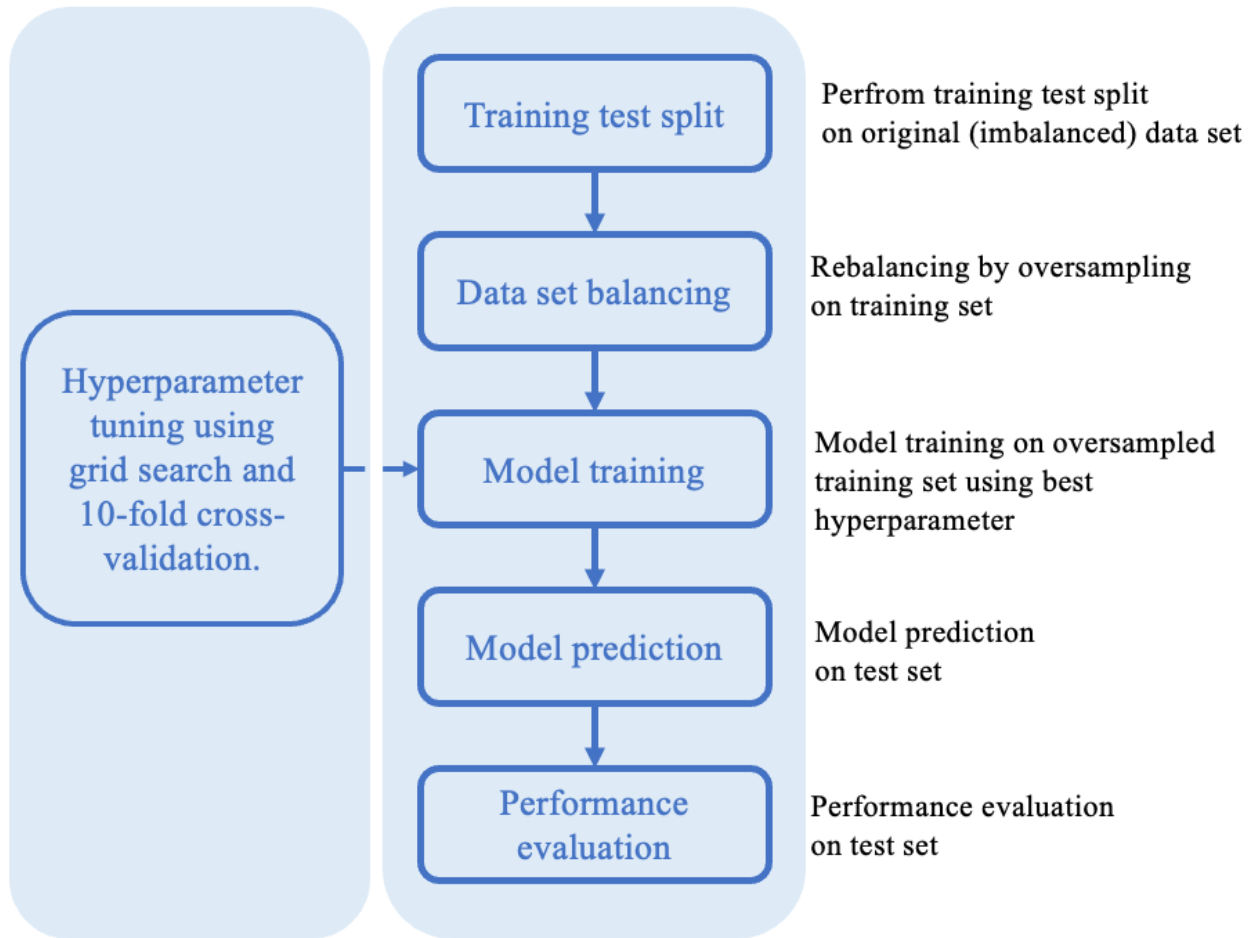 Training test split
Perfrom training test split
on original (imbalanced) data set
Data set balancing
Rebalancing by oversampling
on training set
Hyperparameter
tuning using
grid search and
10-fold cross-
validation.
Model training
Model training on oversampled
training set using best
hyperparameter
Model prediction
Model prediction
on test set
Performance
evaluation
Performance evaluation
on test set